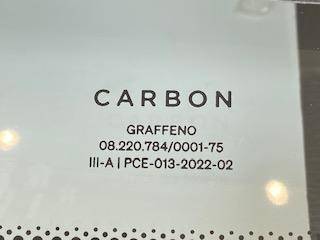 CARBON
GRAFFENO
08.220.784/0001-75
III-A | PCE-013-2022-02